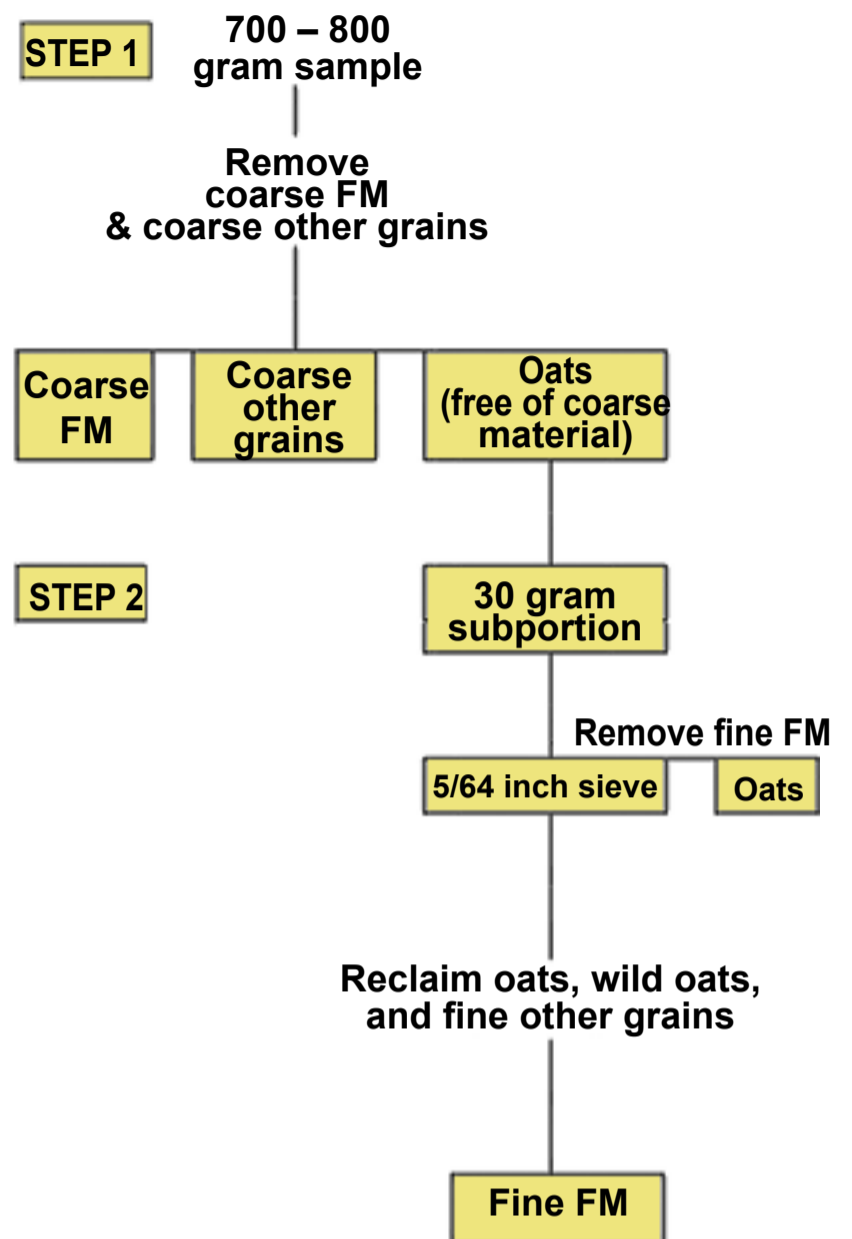 STEP 1
700 – 800
gram sample
Remove
coarse FM
& coarse other grains
Coarse
FM
Coarse
other
grains
Oats
(free of coarse
material)
STEP 2
30 gram
subportion
Remove fine FM
5/64 inch sieve
Oats
Reclaim oats, wild oats,
and fine other grains
Fine FM